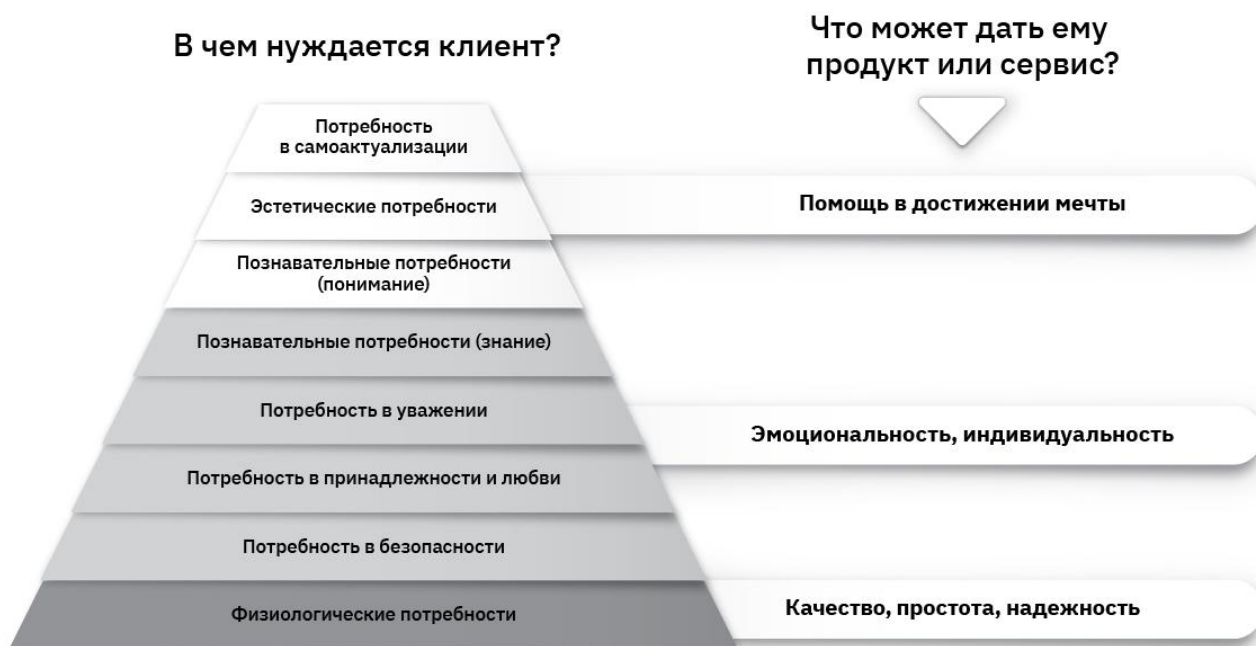 В чем нуждается клиент?
Что может дать ему
продукт или сервис?
Потребность
в самоактуализации
Эстетические потребности
Помощь в достижении мечты
Познавательные потребности
(понимание)
Познавательные потребности (знание)
Потребность в уважении
Эмоциональность, индивидуальность
Потребность в принадлежности и любви
Потребность в безопасности
Физиологические потребности
Качество, простота, надежность